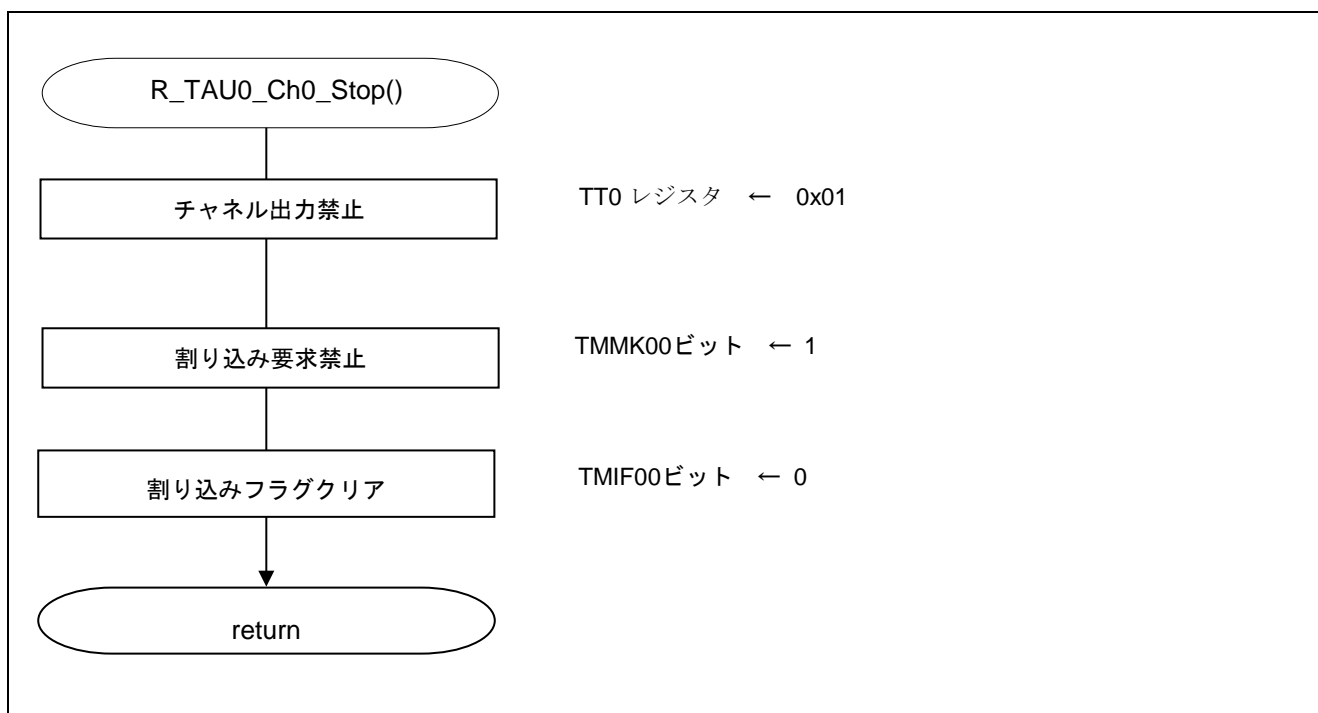 R_TAU0_Ch0_Stop()
チャネル出力禁止 TT0 レジスタ ← 0x01
割り込み要求禁止 TMMK00ビット ← 1
割り込みフラグクリア TMIF00ビット ← 0
return